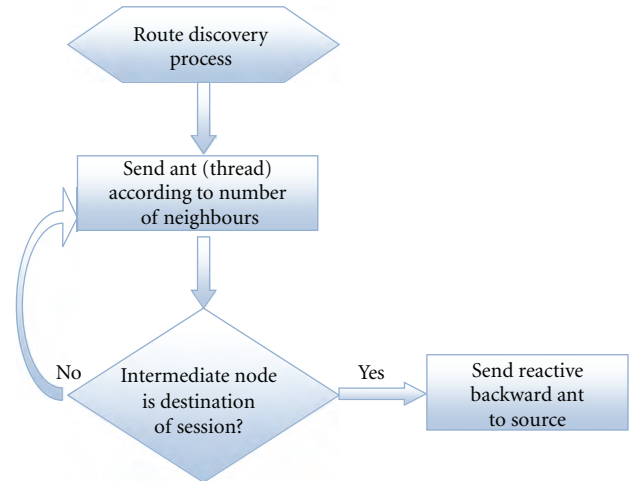 Route discovery
process
Send ant (thread)
according to number
of neighbours
No
Intermediate node
is destination
of session?
Yes
Send reactive
backward ant
to source